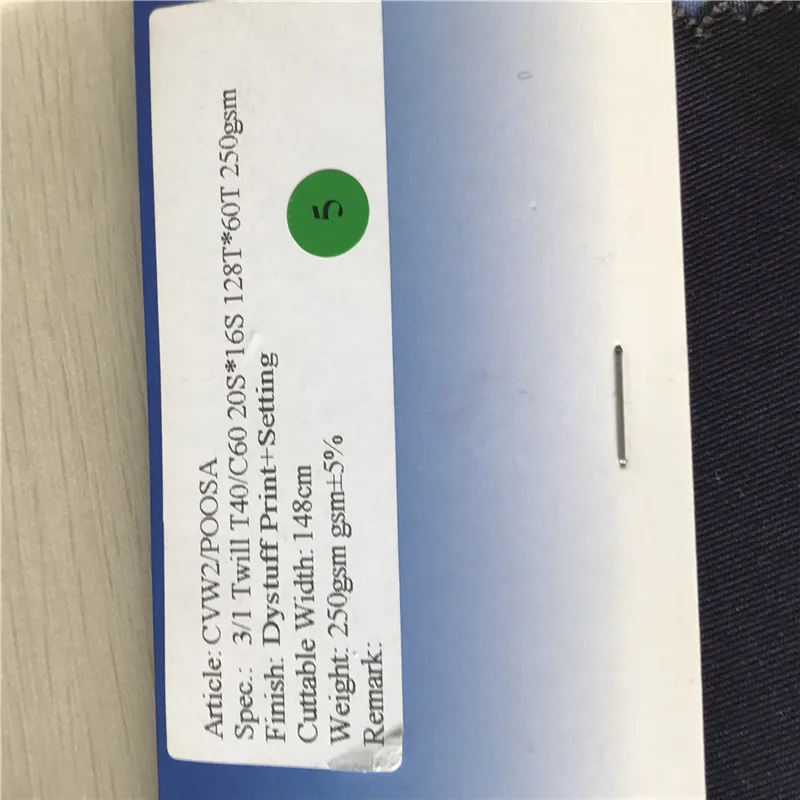 Article: CVW2/POOSA
Spec.: 3/1 Twill T40/C60 20S*16S 128T*60T 250gsm
Finish: Dystuff Print+Setting
Cuttable Width: 148cm
Weight: 250gsm gsm±5%
Remark:
5